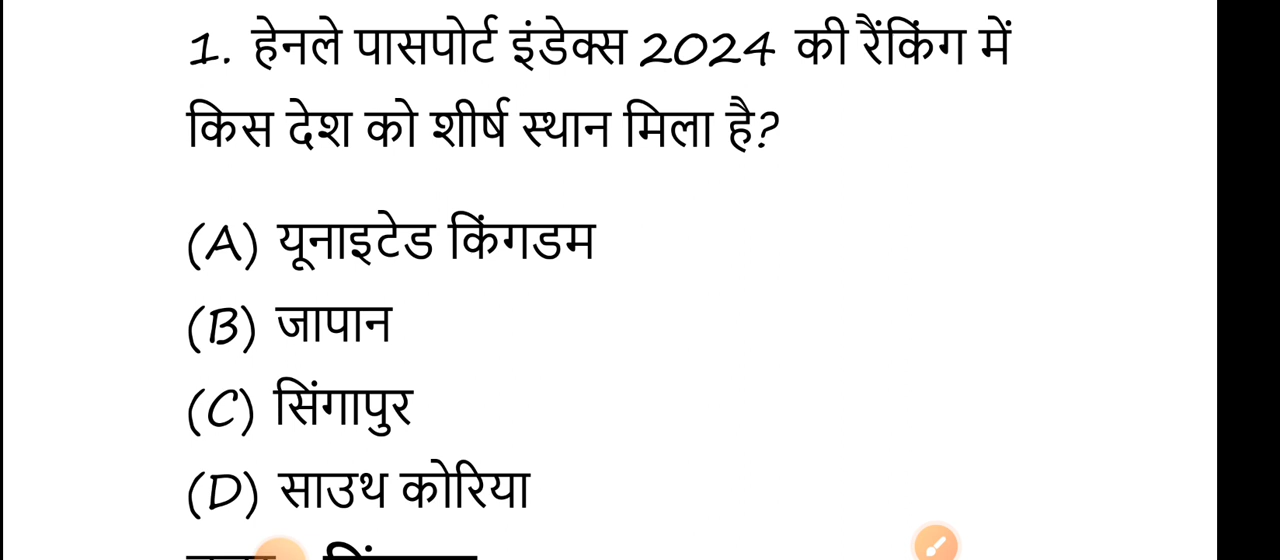 1. हेनले पासपोर्ट इंडेक्स 2024 की रैंकिंग में
किस देश को शीर्ष स्थान मिला है?
(A) यूनाइटेड किंगडम
(B) जापान
(C) सिंगापुर
(D) साउथ कोरिया